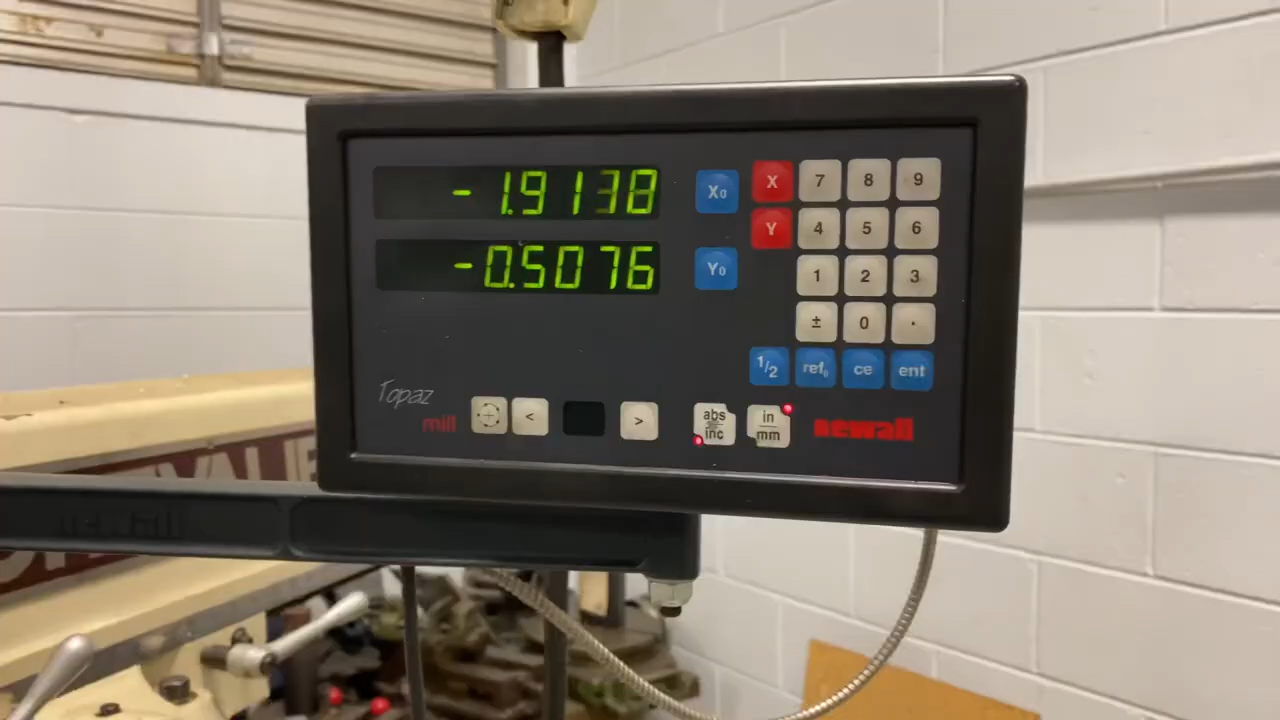 -1.9138
X0
X
7
8
9
-0.5076
Y0
Y
4
5
6
1
2
3
±
0
.
1/2
ref0
ce
ent
Topaz
mill
<
>
abs
inc
in
mm
newall